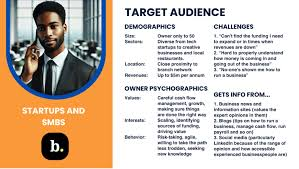 TARGET AUDIENCE
DEMOGRAPHICS
Size: Owner only to 50
Sectors: Diverse from tech
startups to creative
businesses and local
restaurants.
Location: Close proximity to
branch network
Revenues: Up to $5m per annum
CHALLENGES
1. "Can't find the funding I need
to expand or in times when
revenues are down"
2. "Hard to properly understand
how money is coming in and
going out of the business"
3. "No one's shown me how to
run a business"
OWNER PSYCHOGRAPHICS
Values: Careful cash flow
management, growth,
making sure things
are done the right way
Interests: Scaling, identifying
sources of funding,
driving value
Behavior: Risk-taking, agile,
willing to take the path
less trodden, seeking
new knowledge
GETS INFO FROM...
1. Business news and
information sites (values the
expert opinions in them)
2. Blogs (tips on how to run a
business, manage cash flow, run
payroll and so on)
3. Social media (particularly
LinkedIn because of the range
of opinion and how accessible
experienced businesspeople are)
STARTUPS AND
SMBS
b.